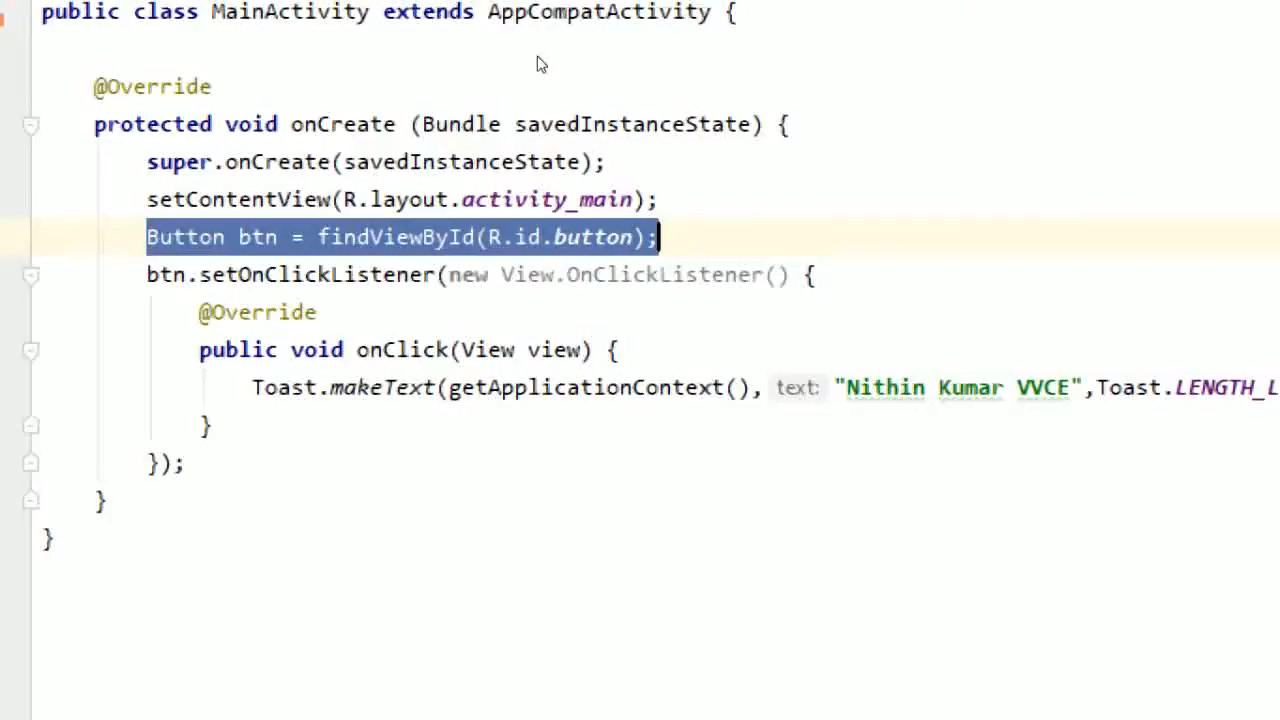 public class MainActivity extends AppCompatActivity {
@Override
protected void onCreate (Bundle savedInstanceState) {
super.onCreate(savedInstanceState);
setContentView(R.layout.activity_main);
Button btn = findViewById(R.id.button);
btn.setOnClickListener(new View.OnClickListener() {
@Override
public void onClick(View view) {
Toast.makeText(getApplicationContext(), text: "Nithin Kumar VVCE",Toast.LENGTH_L
}
});
}
}